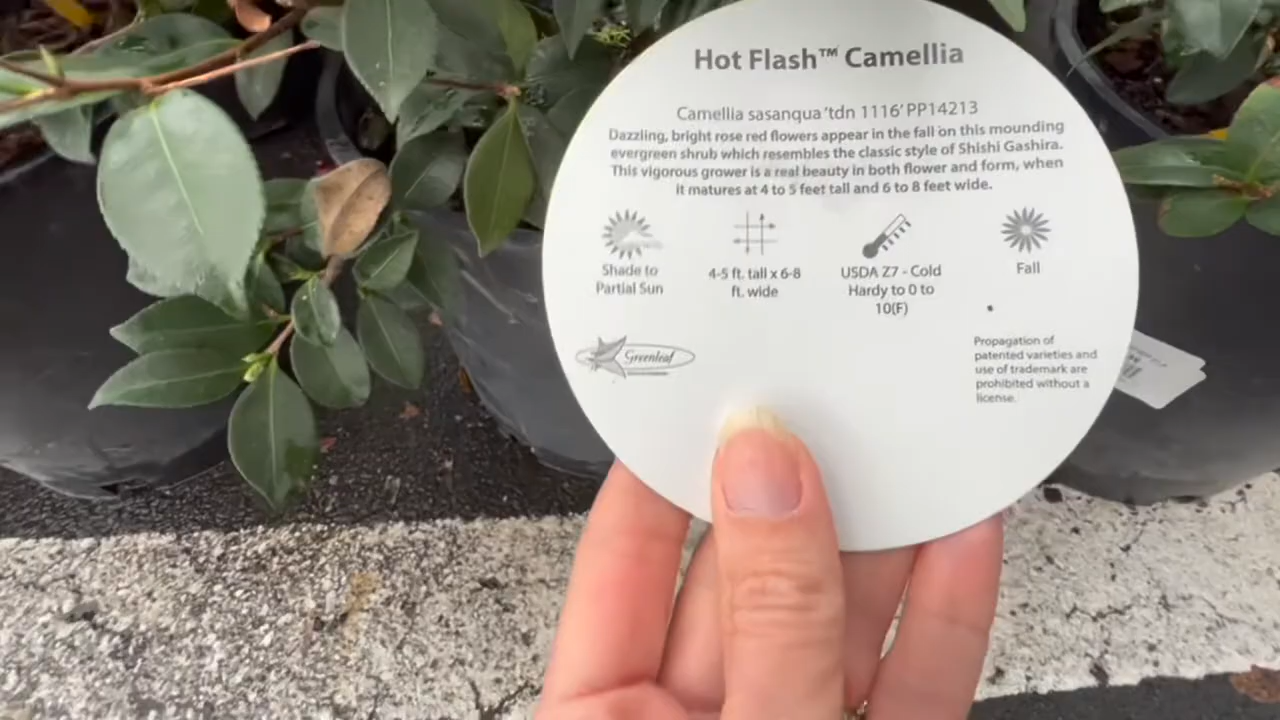 Hot Flash™ Camellia
Camellia sasanqua 'tdn 1116' PP14213
Dazzling, bright rose red flowers appear in the fall on this mounding
evergreen shrub which resembles the classic style of Shishi Gashira.
This vigorous grower is a real beauty in both flower and form, when
it matures at 4 to 5 feet tall and 6 to 8 feet wide.
Shade to
Partial Sun
4-5 ft. tall x 6-8
ft. wide
USDA Z7 - Cold
Hardy to 0 to
10(F)
Fall
Greenleaf
Propagation of
patented varieties and
use of trademark are
prohibited without a
license.